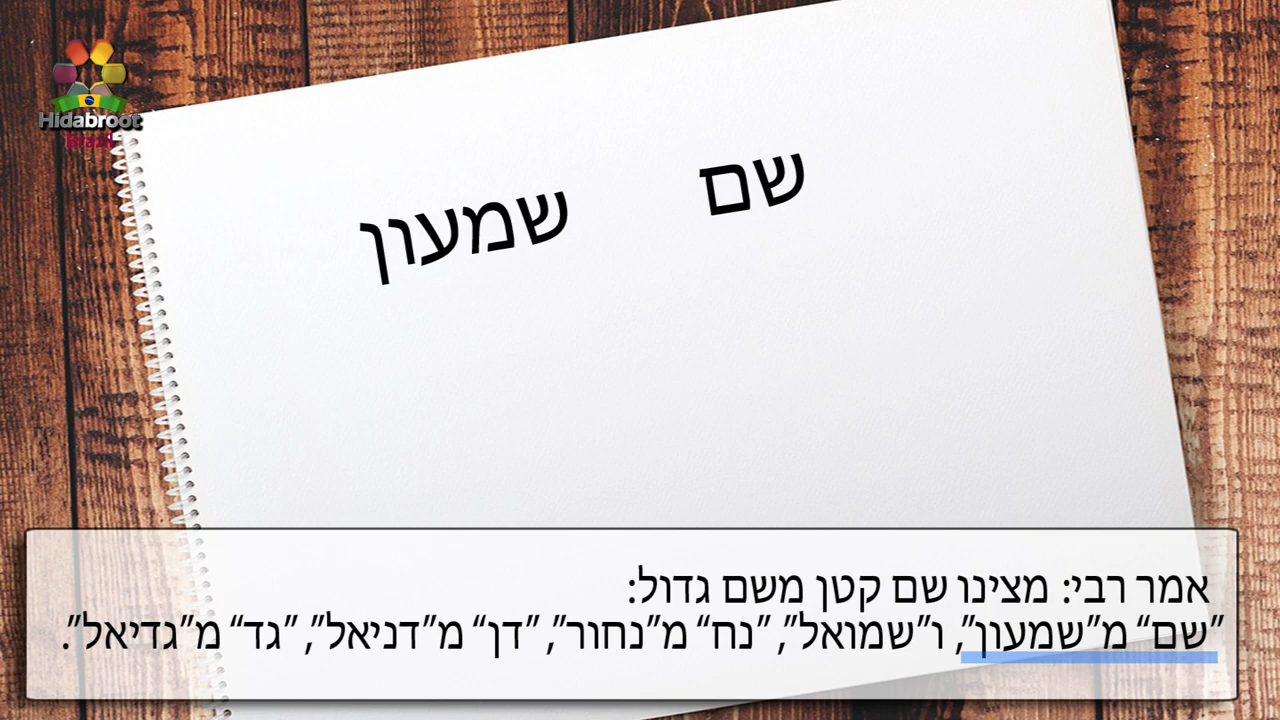 Hidabroot
Brazil
שם שמעון
אמר רבי: מצינו שם קטן משם גדול:
”שם“ מ”שמעון”, ו”שמואל”, ”נח“ מ”נחור”, ”דן“ מ”דניאל”, ”גד“ מ”גדיאל”.